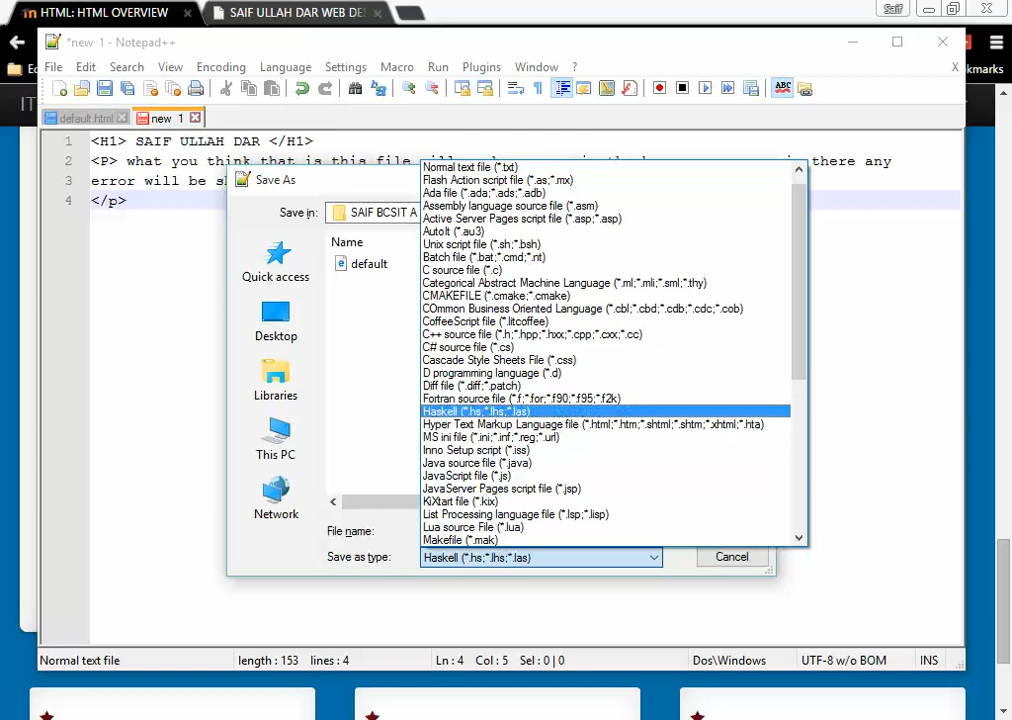 HTML: HTML OVERVIEW
SAIF ULLAH DAR WEB DE
Saif
*new 1 - Notepad++
File Edit Search View Encoding Language Settings Macro Run Plugins Window ? X
default.html new 1
1 <H1> SAIF ULLAH DAR </H1>
2 <P> what you think that is this file there any
3 error will be
4 </p>
Save As
Save in: SAIF BCSIT A
Name
default
Quick access
Desktop
Libraries
This PC
Network
Normal text file (*.txt)
Flash Action script file (*.as;*.mx)
Ada file (*.ada;*.ads;*.adb)
Assembly language source file (*.asm)
Active Server Pages script file (*.asp;*.asp)
AutoIt (*.au3)
Unix script file (*.sh;*.bsh)
Batch file (*.bat;*.cmd;*.nt)
C source file (*.c)
Categorical Abstract Machine Language (*.ml;*.mli;*.sml;*.thy)
CMAKEFILE (*.cmake;*.cmake)
COmmon Business Oriented Language (*.cbl;*.cbd;*.cdb;*.cdc;*.cob)
CoffeeScript file (*.litcoffee)
C++ source file (*.h;*.hpp;*.hxx;*.cpp;*.cxx;*.cc)
C# source file (*.cs)
Cascade Style Sheets File (*.css)
D programming language (*.d)
Diff file (*.diff;*.patch)
Fortran source file (*.f;*.for;*.f90;*.f95;*.f2k)
Haskell (*.hs;*.lhs;*.las)
Hyper Text Markup Language file (*.html;*.htm;*.shtml;*.shtm;*.xhtml;*.hta)
MS ini file (*.ini;*.inf;*.reg;*.url)
Inno Setup script (*.iss)
Java source file (*.java)
JavaScript file (*.js)
JavaServer Pages script file (*.jsp)
KiXtart file (*.kix)
List Processing language file (*.lsp;*.lisp)
Lua source File (*.lua)
Makefile (*.mak)
File name:
Save as type: Haskell (*.hs;*.lhs;*.las) Cancel
Normal text file length : 153 lines : 4 Ln : 4 Col : 5 Sel : 0 | 0 Dos\Windows UTF-8 w/o BOM INS